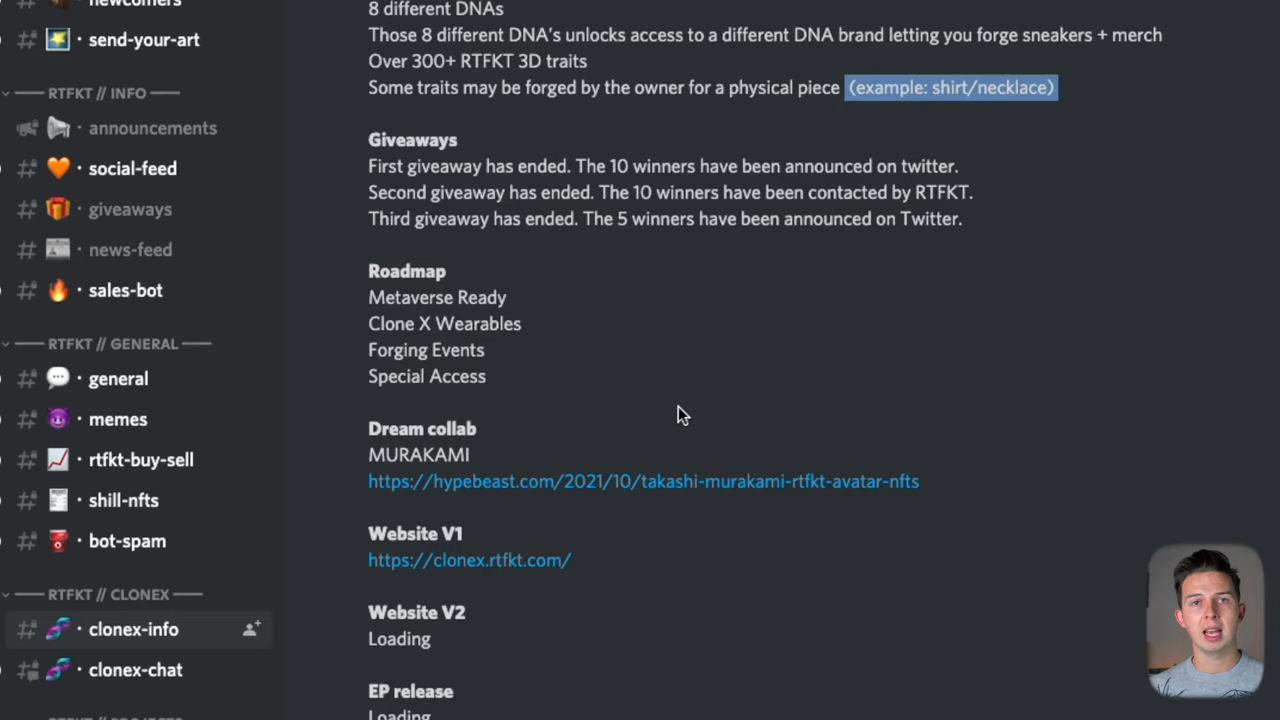 newcomers
send-your-art
RTFKT // INFO
announcements
social-feed
giveaways
news-feed
sales-bot
RTFKT // GENERAL
general
memes
rtfkt-buy-sell
shill-nfts
bot-spam
RTFKT // CLONEX
clonex-info
clonex-chat
RTFKT // PROJECTS
8 different DNAs
Those 8 different DNA's unlocks access to a different DNA brand letting you forge sneakers + merch
Over 300+ RTFKT 3D traits
Some traits may be forged by the owner for a physical piece (example: shirt/necklace)
Giveaways
First giveaway has ended. The 10 winners have been announced on twitter.
Second giveaway has ended. The 10 winners have been contacted by RTFKT.
Third giveaway has ended. The 5 winners have been announced on Twitter.
Roadmap
Metaverse Ready
Clone X Wearables
Forging Events
Special Access
Dream collab
MURAKAMI
https://hypebeast.com/2021/10/takashi-murakami-rtfkt-avatar-nfts
Website V1
https://clonex.rtfkt.com/
Website V2
Loading
EP release
Loading